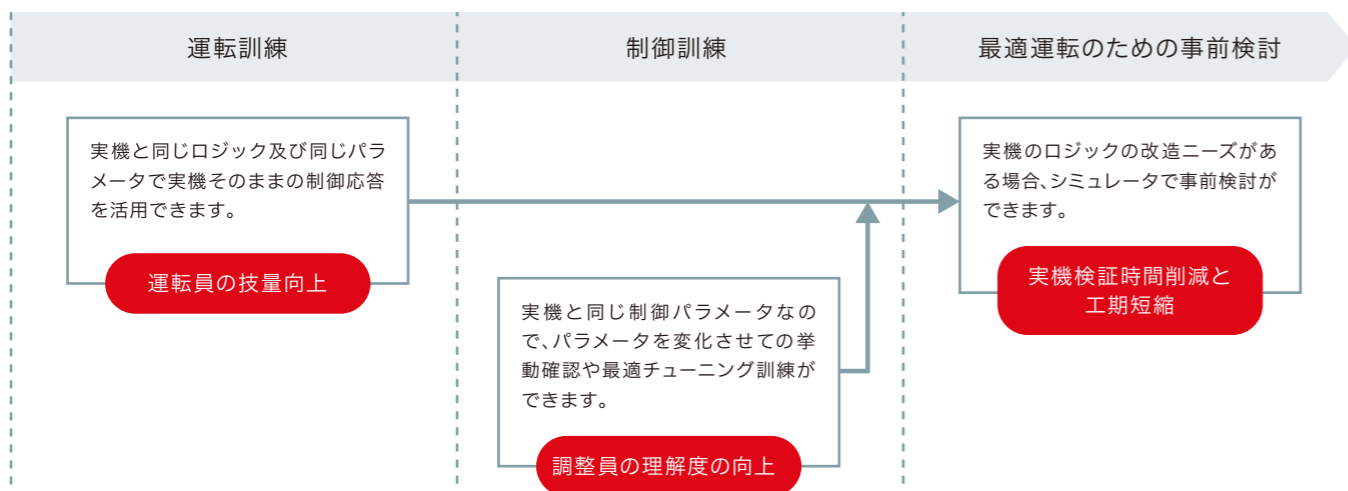 運転訓練
制御訓練
最適運転のための事前検討
実機と同じロジック及び同じパラ
メータで実機そのままの制御応答
を活用できます。
運転員の技量向上
実機と同じ制御パラメータなの
で、パラメータを変化させての挙
動確認や最適チューニング訓練が
できます。
調整員の理解度の向上
実機のロジックの改造ニーズがあ
る場合、シミュレータで事前検討が
できます。
実機検証時間削減と
工期短縮